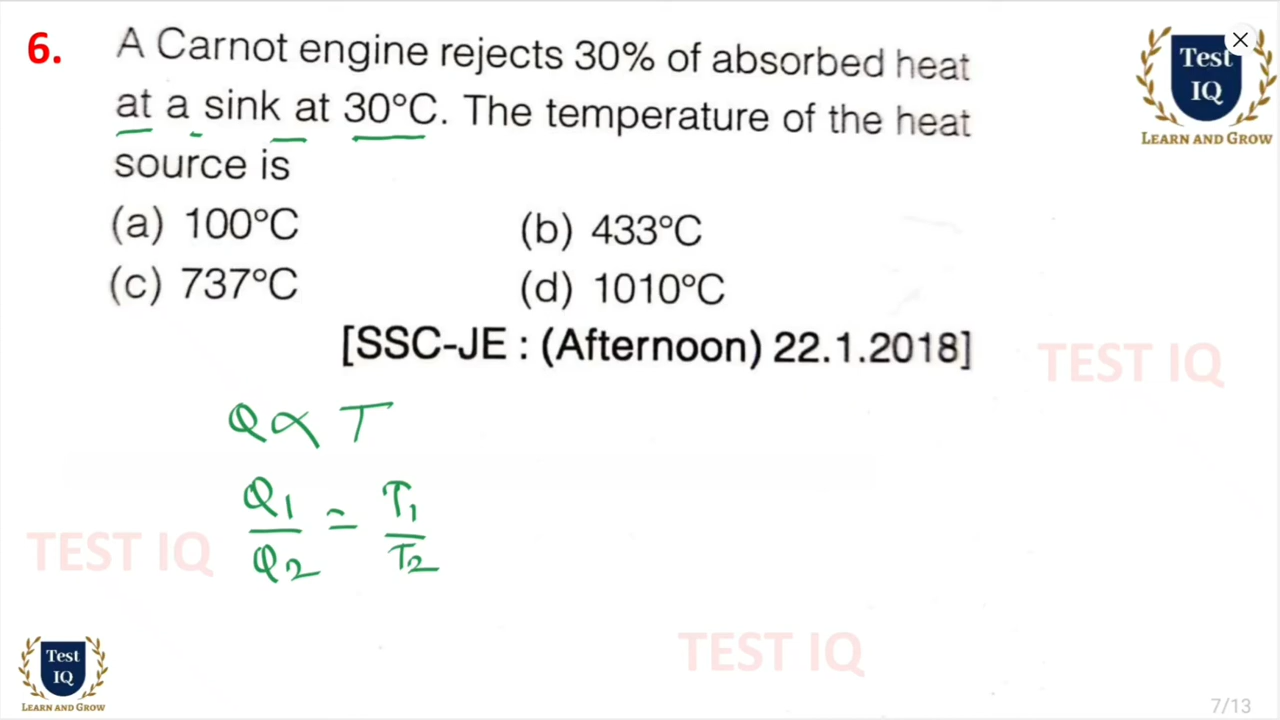 6. A Carnot engine rejects 30% of absorbed heat
at a sink at 30°C. The temperature of the heat
source is
(a) 100°C (b) 433°C
(c) 737°C (d) 1010°C
[SSC-JE : (Afternoon) 22.1.2018]
Q ∝ T
Q1/Q2 = T1/T2
Test
IQ
LEARN AND GROW
TEST IQ
TEST IQ
TEST IQ
Test
IQ
LEARN AND GROW
7/13